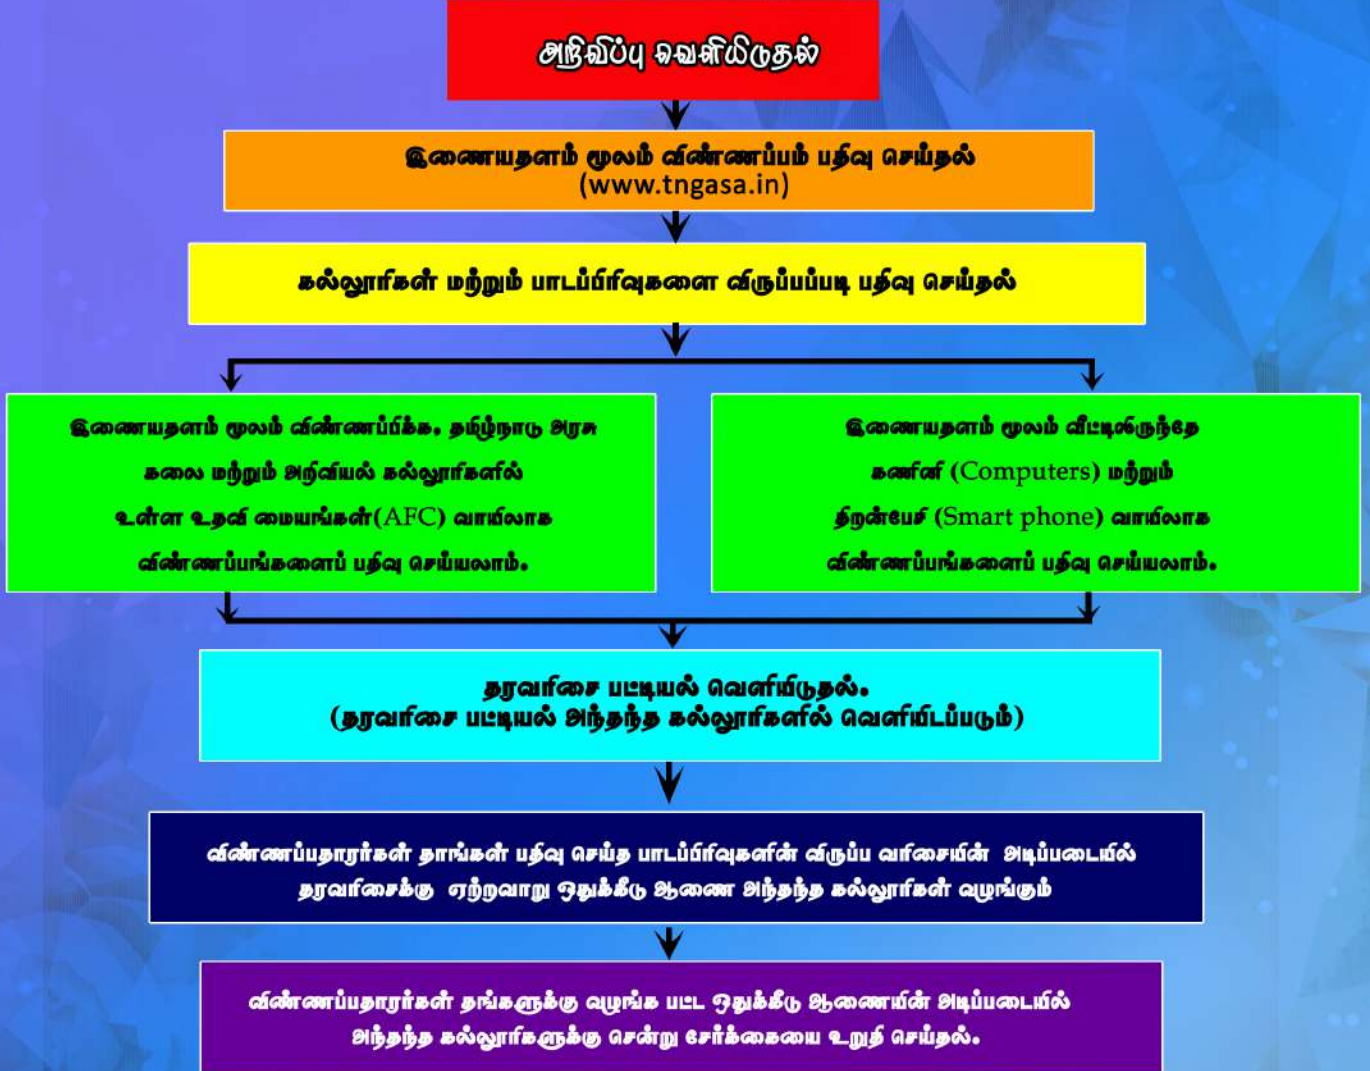 அறிவிப்பு வெளியிடுதல்
இணையதளம் மூலம் விண்ணப்பம் பதிவு செய்தல்
(www.tngasa.in)
கல்லூரிகள் மற்றும் பாடப்பிரிவுகளை விருப்பப்படி பதிவு செய்தல்
இணையதளம் மூலம் விண்ணப்பிக்க, தமிழ்நாடு அரசு
கலை மற்றும் அறிவியல் கல்லூரிகளில்
உள்ள உதவி மையங்கள்(AFC) வாயிலாக
விண்ணப்பங்களைப் பதிவு செய்யலாம்.
இணையதளம் மூலம் வீட்டிலிருந்தே
கணினி (Computers) மற்றும்
திறன்பேசி (Smart phone) வாயிலாக
விண்ணப்பங்களைப் பதிவு செய்யலாம்.
தரவரிசை பட்டியல் வெளியிடுதல்.
(தரவரிசை பட்டியல் அந்தந்த கல்லூரிகளில் வெளியிடப்படும்)
விண்ணப்பதாரர்கள் தாங்கள் பதிவு செய்த பாடப்பிரிவுகளின் விருப்ப வரிசையின் அடிப்படையில்
தரவரிசைக்கு ஏற்றவாறு ஒதுக்கீடு ஆணை அந்தந்த கல்லூரிகள் வழங்கும்
விண்ணப்பதாரர்கள் தங்களுக்கு வழங்க பட்ட ஒதுக்கீடு ஆணையின் அடிப்படையில்
அந்தந்த கல்லூரிகளுக்கு சென்று சேர்க்கையை உறுதி செய்தல்.